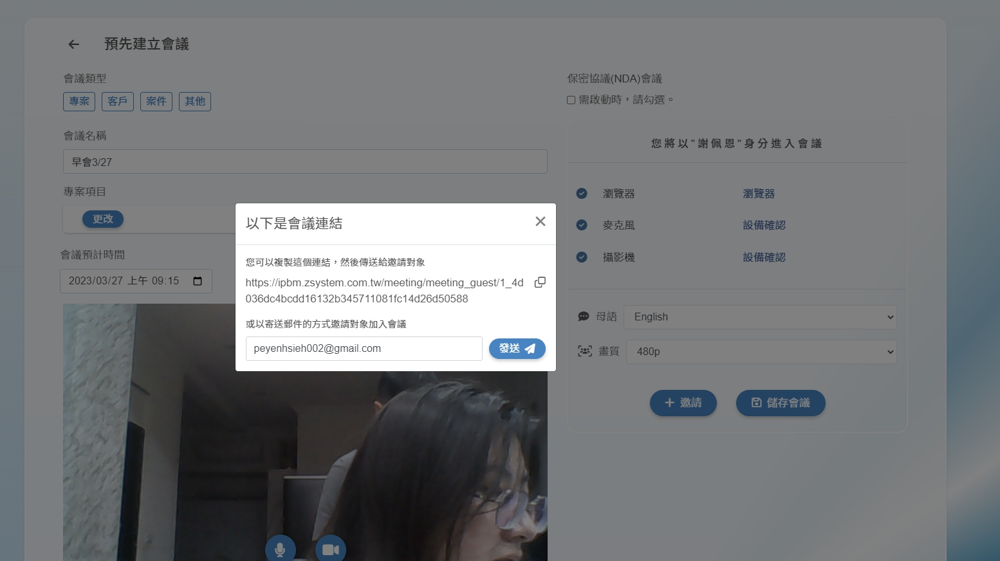 預先建立會議
會議類型
專案 客戶 案件 其他
會議名稱
早會3/27
專案項目
更改
會議預計時間
2023/03/27 上午 09:15
保密協議(NDA)會議
需啟動時，請勾選。
您將以"謝佩恩"身分進入會議
瀏覽器 瀏覽器
麥克風 設備確認
攝影機 設備確認
母語 English
畫質 480p
邀請 儲存會議
以下是會議連結
您可以複製這個連結，然後傳送給邀請對象
https://ipbm.zsystem.com.tw/meeting/meeting_guest/1_4d
036dc4bcdd16132b345711081fc14d26d50588
或以寄送郵件的方式邀請對象加入會議
peyenhsieh002@gmail.com
發送